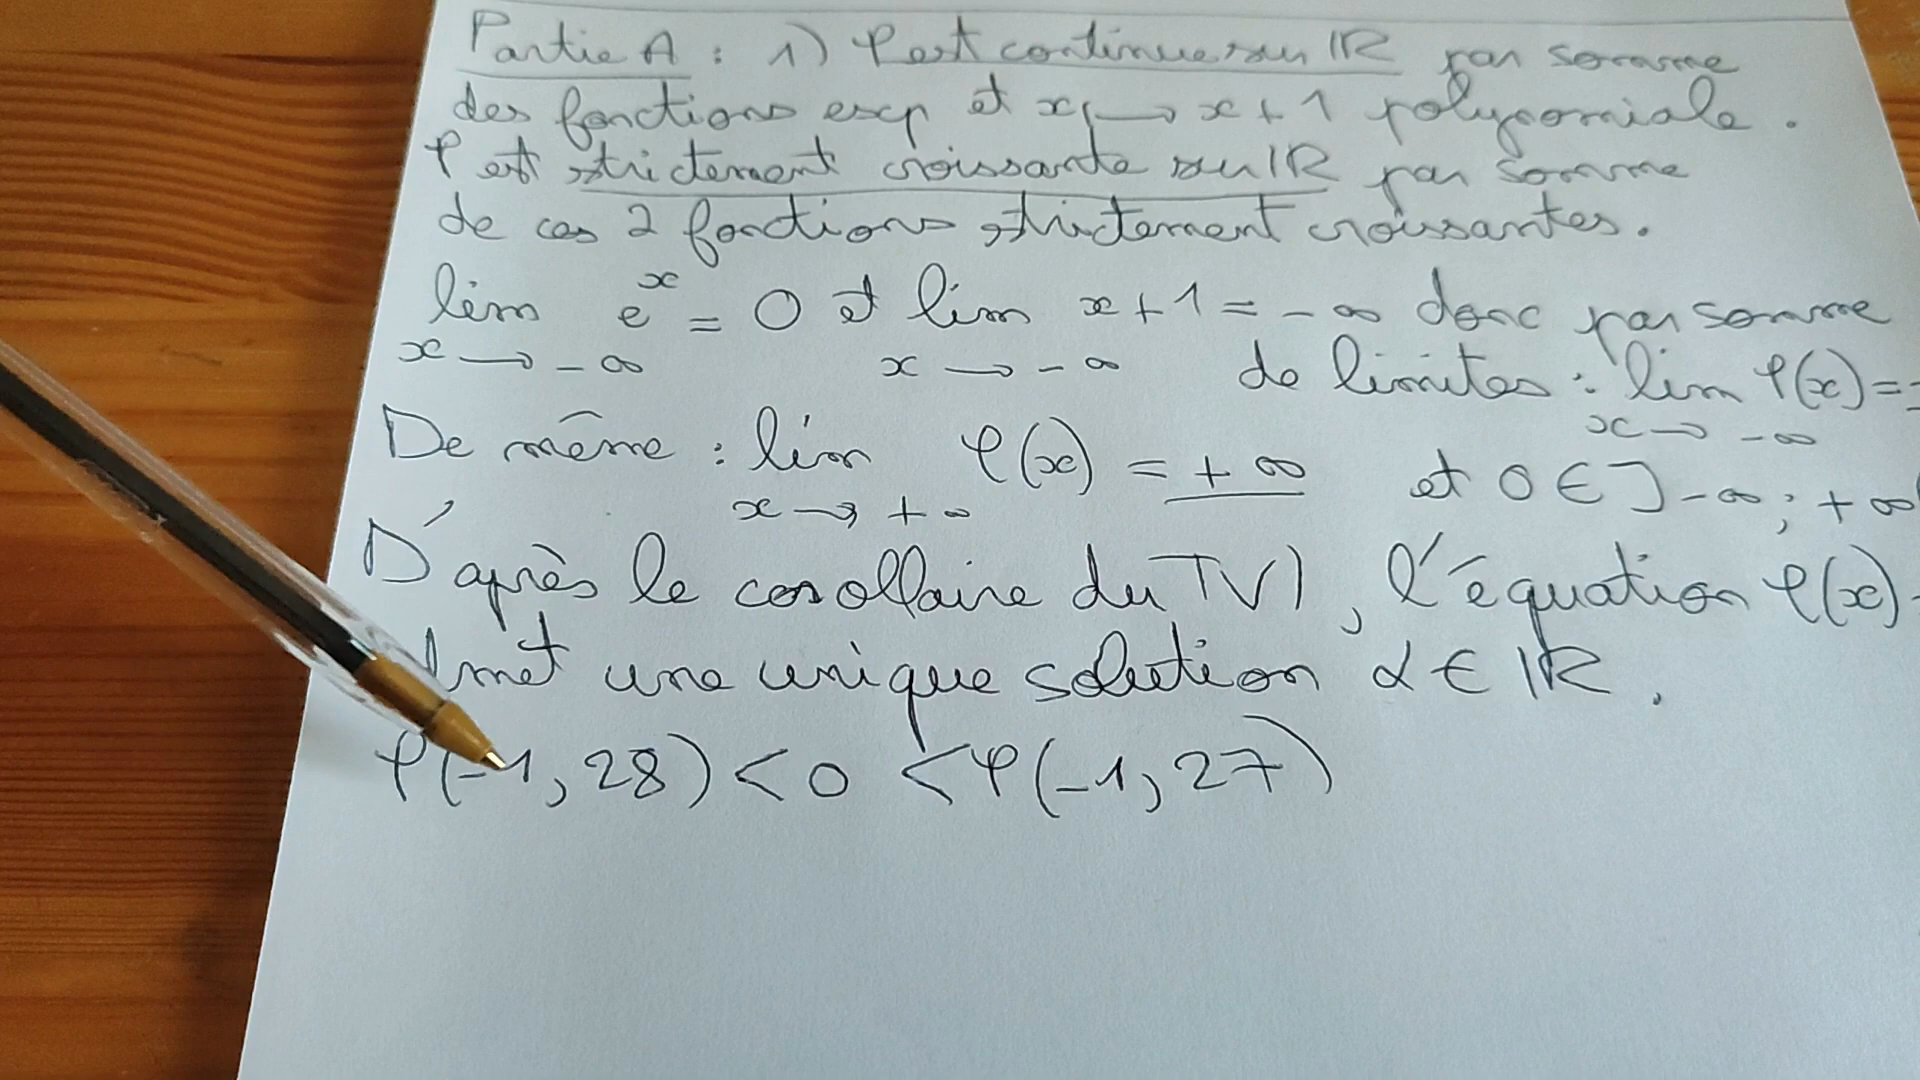 Partie A : 1) φ est continue sur ℝ par somme
des fonctions exp et x ↦ x + 1 polynomiale.
φ est strictement croissante sur ℝ par somme
de ces 2 fonctions strictement croissantes.
lim e^x = 0 et lim x + 1 = - ∞ donc par somme
x → - ∞ x → - ∞ de limites : lim φ(x) =
x → - ∞
De même : lim φ(x) = + ∞ et 0 ∈ ]- ∞ ; + ∞
x → + ∞
D'après le corollaire du TVI, l'équation φ(x)
admet une unique solution α ∈ ℝ.
φ(-1,28) < 0 < φ(-1,27)